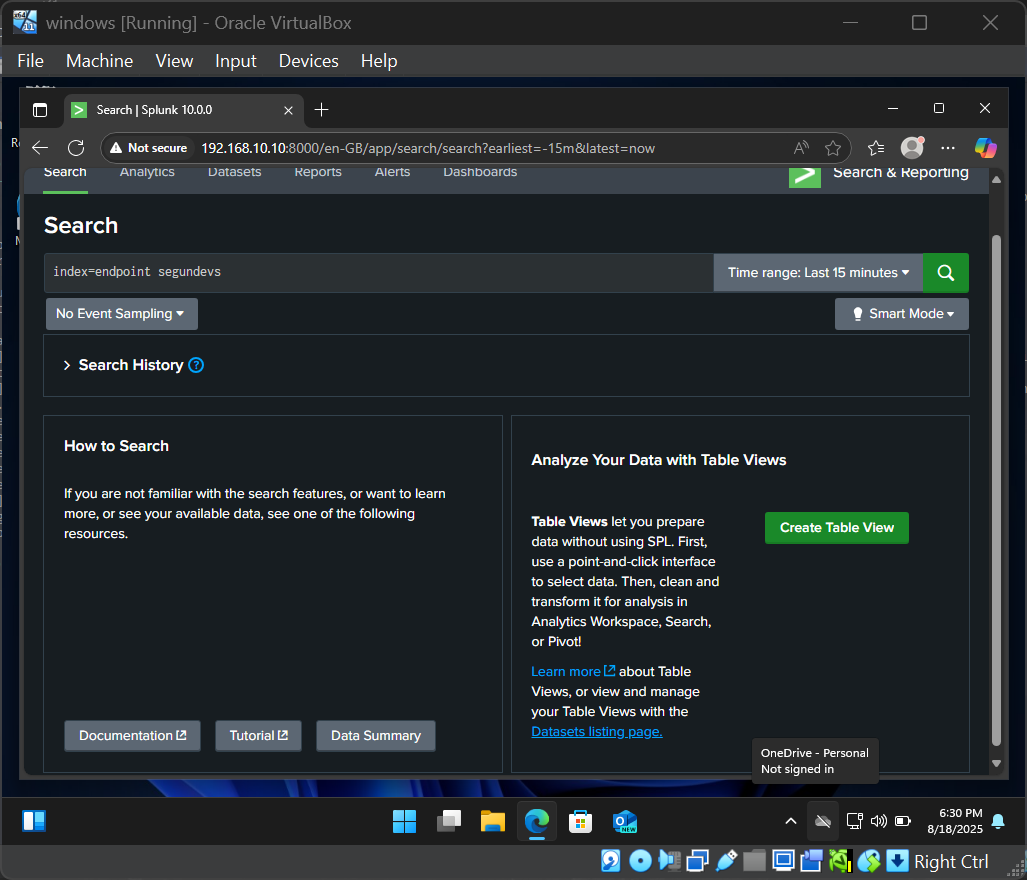 windows [Running] - Oracle VirtualBox
File Machine View Input Devices Help
Search | Splunk 10.0.0
Not secure 192.168.10.10:8000/en-GB/app/search/search?earliest=-15m&latest=now
Search Analytics Datasets Reports Alerts Dashboards Search & Reporting
Search
index=endpoint segundevs
Time range: Last 15 minutes
No Event Sampling
Smart Mode
Search History ?
How to Search
If you are not familiar with the search features, or want to learn
more, or see your available data, see one of the following
resources.
Documentation Tutorial Data Summary
Analyze Your Data with Table Views
Table Views let you prepare
data without using SPL. First,
use a point-and-click interface
to select data. Then, clean and
transform it for analysis in
Analytics Workspace, Search,
or Pivot!
Learn more about Table
Views, or view and manage
your Table Views with the
Datasets listing page.
Create Table View
OneDrive - Personal
Not signed in
6:30 PM
8/18/2025
Right Ctrl